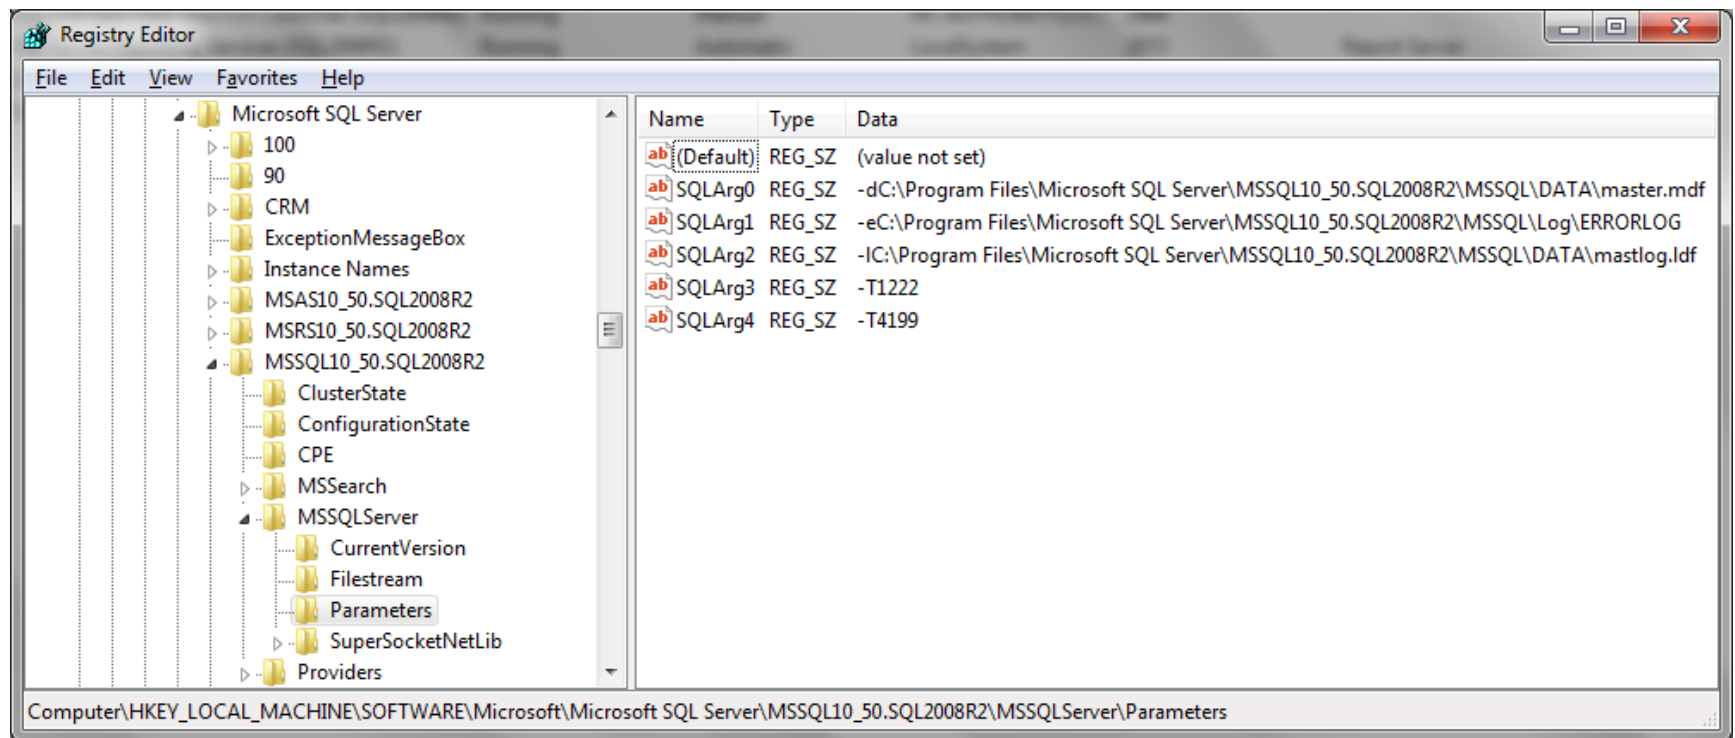 Registry Editor
File Edit View Favorites Help
Microsoft SQL Server
100
90
CRM
ExceptionMessageBox
Instance Names
MSAS10_50.SQL2008R2
MSRS10_50.SQL2008R2
MSSQL10_50.SQL2008R2
ClusterState
ConfigurationState
CPE
MSSearch
MSSQLServer
CurrentVersion
Filestream
Parameters
SuperSocketNetLib
Providers
Name Type Data
(Default) REG_SZ (value not set)
SQLArg0 REG_SZ -dC:\Program Files\Microsoft SQL Server\MSSQL10_50.SQL2008R2\MSSQL\DATA\master.mdf
SQLArg1 REG_SZ -eC:\Program Files\Microsoft SQL Server\MSSQL10_50.SQL2008R2\MSSQL\Log\ERRORLOG
SQLArg2 REG_SZ -lC:\Program Files\Microsoft SQL Server\MSSQL10_50.SQL2008R2\MSSQL\DATA\mastlog.ldf
SQLArg3 REG_SZ -T1222
SQLArg4 REG_SZ -T4199
Computer\HKEY_LOCAL_MACHINE\SOFTWARE\Microsoft\Microsoft SQL Server\MSSQL10_50.SQL2008R2\MSSQLServer\Parameters